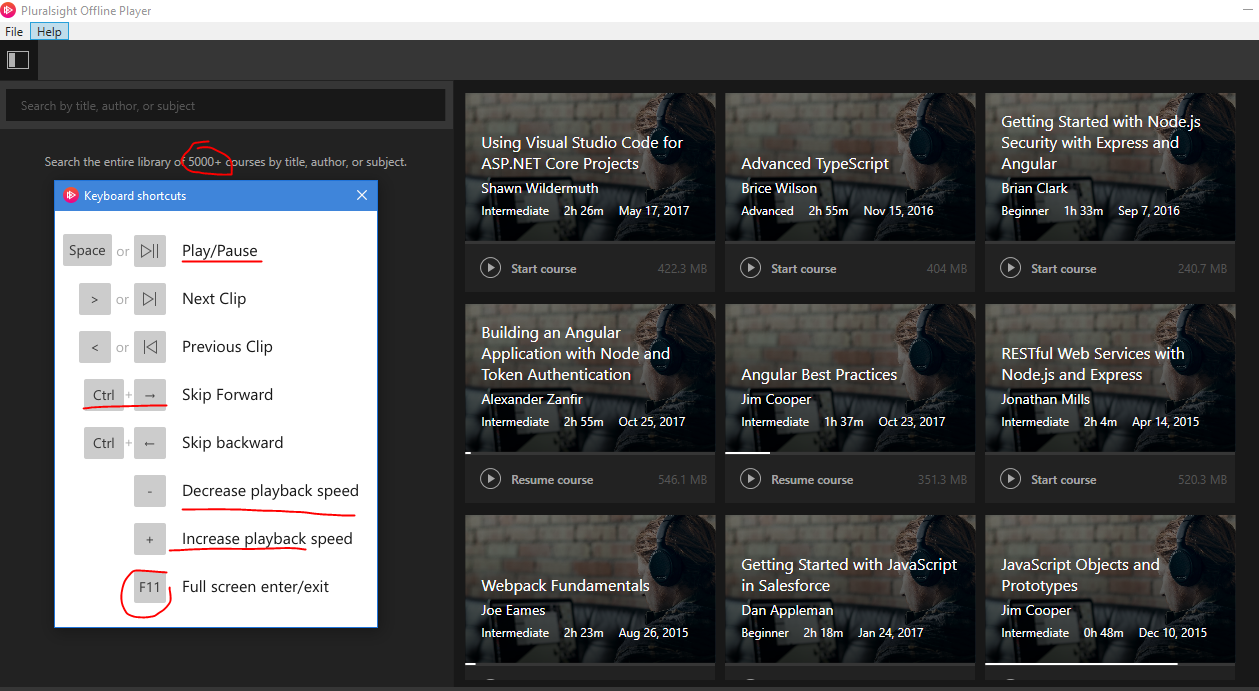 Pluralsight Offline Player
File Help
Search by title, author, or subject
Search the entire library of 5000+ courses by title, author, or subject.
Keyboard shortcuts
Space or Play/Pause
> or Next Clip
< or Previous Clip
Ctrl + → Skip Forward
Ctrl + ← Skip backward
- Decrease playback speed
+ Increase playback speed
F11 Full screen enter/exit
Using Visual Studio Code for
ASP.NET Core Projects
Shawn Wildermuth
Intermediate 2h 26m May 17, 2017
Start course 422.3 MB
Advanced TypeScript
Brice Wilson
Advanced 2h 55m Nov 15, 2016
Start course 404 MB
Getting Started with Node.js
Security with Express and
Angular
Brian Clark
Beginner 1h 33m Sep 7, 2016
Start course 240.7 MB
Building an Angular
Application with Node and
Token Authentication
Alexander Zanfir
Intermediate 2h 55m Oct 25, 2017
Resume course 546.1 MB
Angular Best Practices
Jim Cooper
Intermediate 1h 37m Oct 23, 2017
Resume course 351.3 MB
RESTful Web Services with
Node.js and Express
Jonathan Mills
Intermediate 2h 4m Apr 14, 2015
Start course 520.3 MB
Webpack Fundamentals
Joe Eames
Intermediate 2h 23m Aug 26, 2015
Getting Started with JavaScript
in Salesforce
Dan Appleman
Beginner 2h 18m Jan 24, 2017
JavaScript Objects and
Prototypes
Jim Cooper
Intermediate 0h 48m Dec 10, 2015